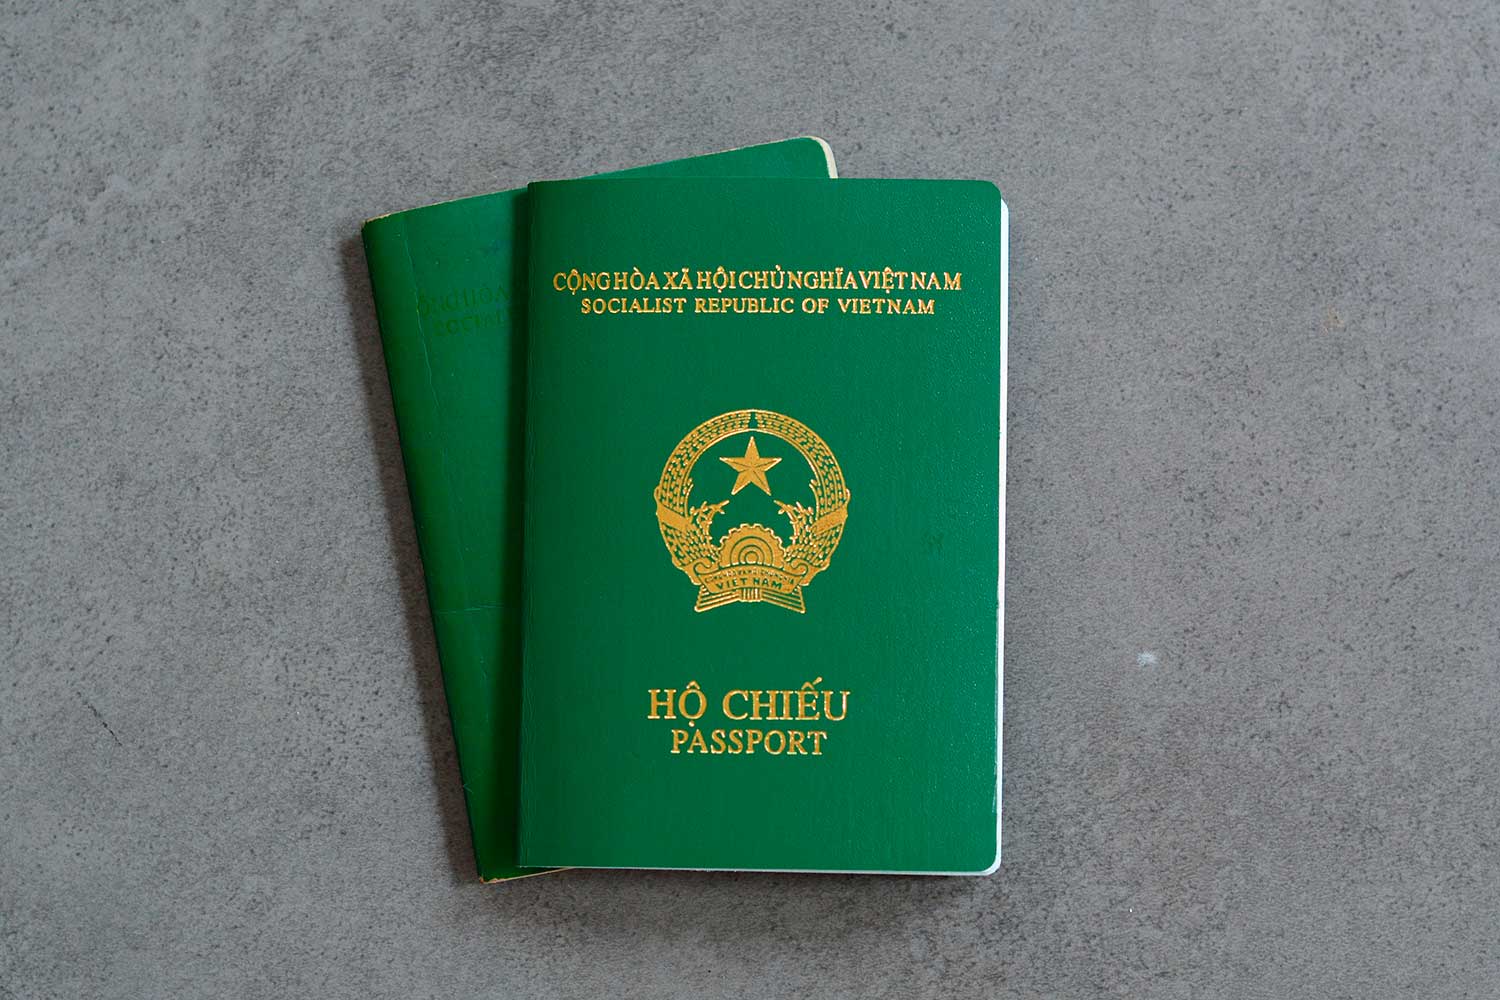 CỘNG HÒA XÃ HỘI CHỦ NGHĨA VIỆT NAM
SOCIALIST REPUBLIC OF VIETNAM
VIỆT NAM
HỘ CHIẾU
PASSPORT